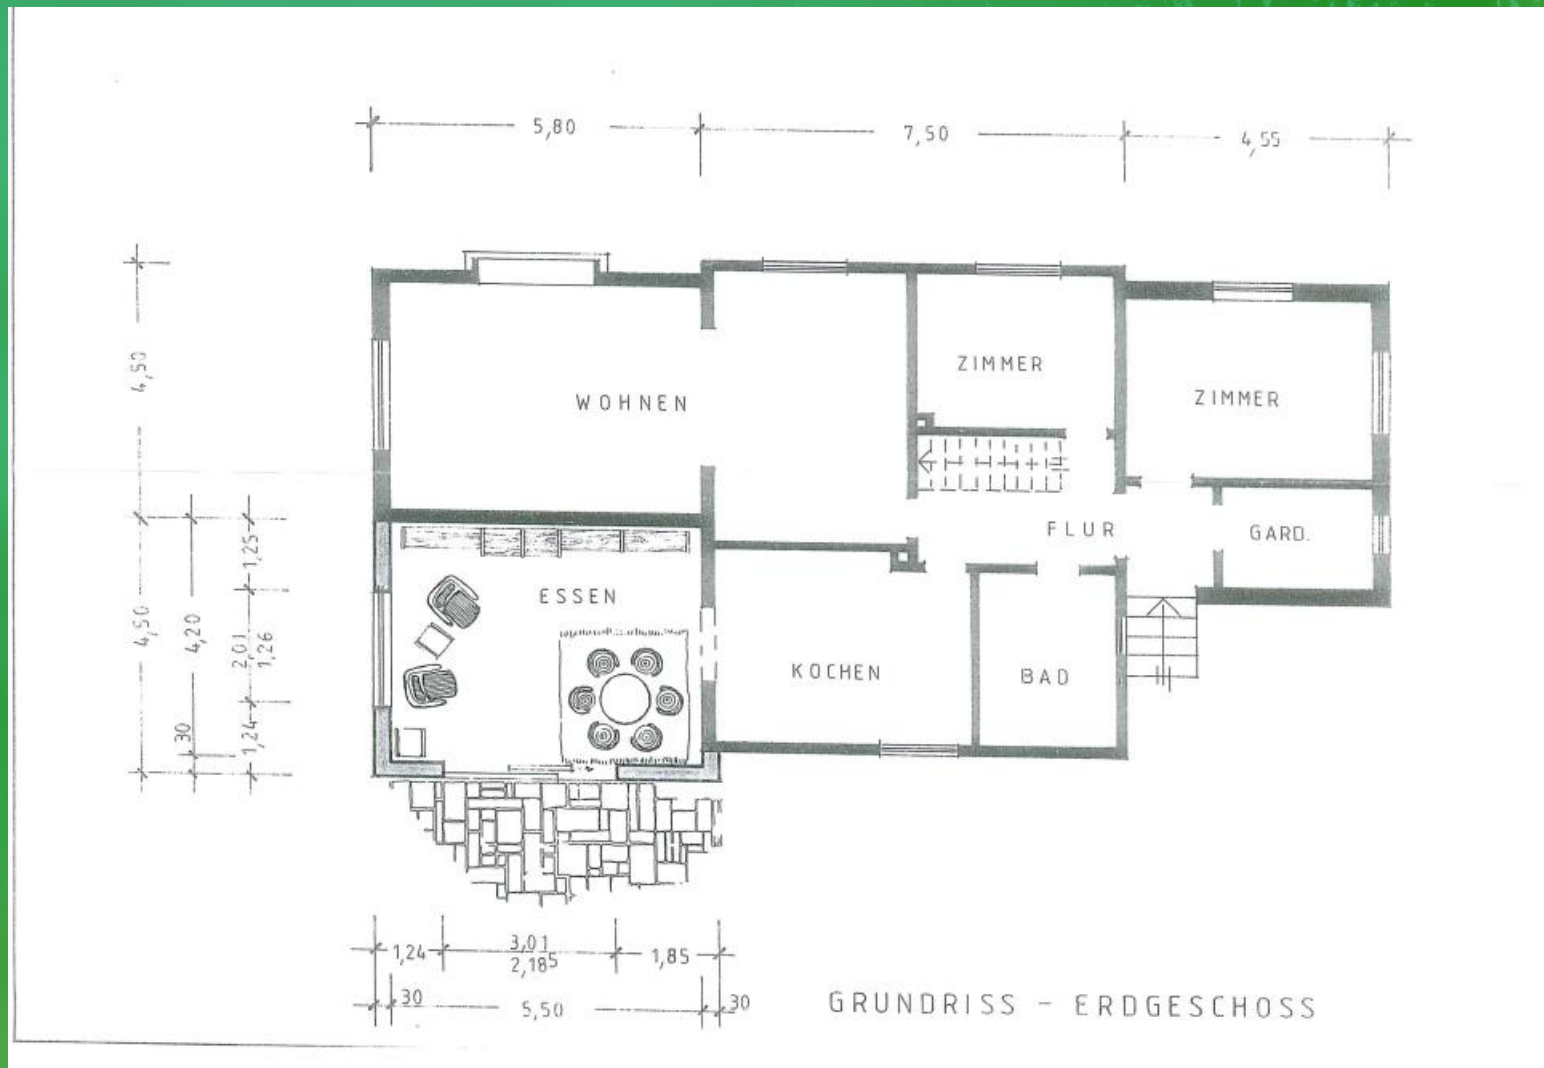 5,80
7,50
4,55
4,50
WOHNEN
ZIMMER
ZIMMER
FLUR
GARD.
ESSEN
KOCHEN
BAD
4,50
4,20
30
1,25
2,01
1,26
1,24
1,24
3,01
2,18⁵
1,85
30
5,50
30
GRUNDRISS - ERDGESCHOSS